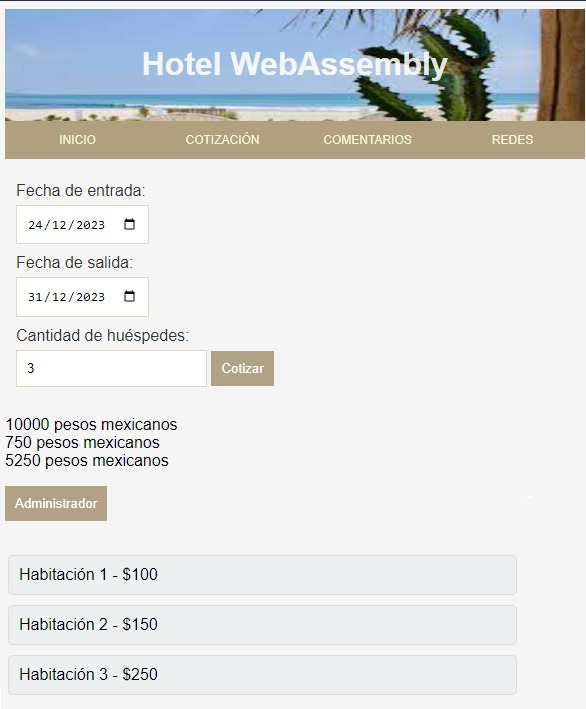 Hotel WebAssembly
INICIO COTIZACIÓN COMENTARIOS REDES
Fecha de entrada:
24/12/2023
Fecha de salida:
31/12/2023
Cantidad de huéspedes:
3 Cotizar
10000 pesos mexicanos
750 pesos mexicanos
5250 pesos mexicanos
Administrador
Habitación 1 - $100
Habitación 2 - $150
Habitación 3 - $250